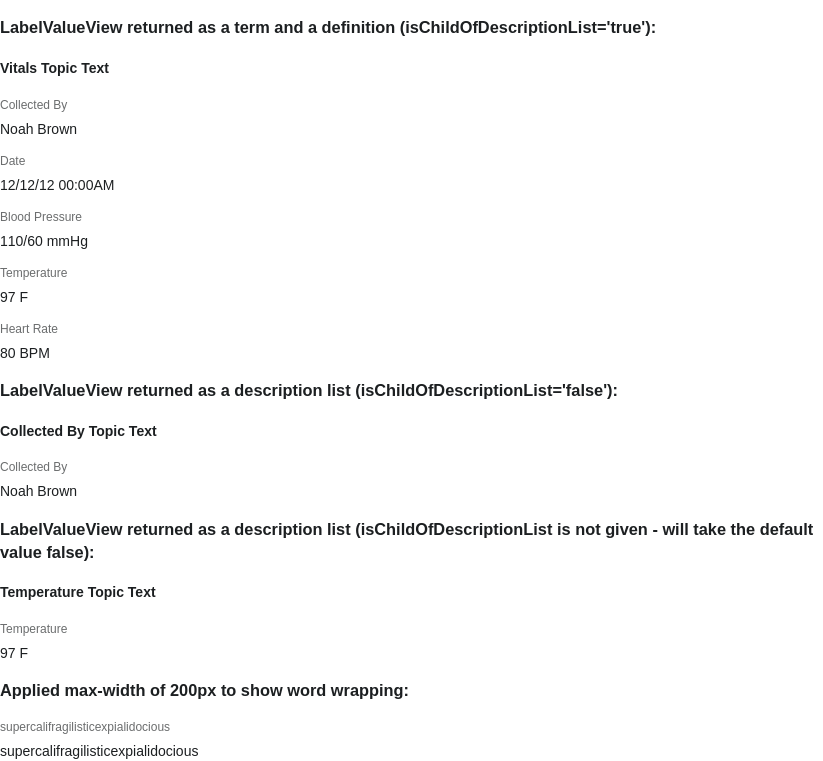 LabelValueView returned as a term and a definition (isChildOfDescriptionList='true'):
Vitals Topic Text
Collected By
Noah Brown
Date
12/12/12 00:00AM
Blood Pressure
110/60 mmHg
Temperature
97 F
Heart Rate
80 BPM
LabelValueView returned as a description list (isChildOfDescriptionList='false'):
Collected By Topic Text
Collected By
Noah Brown
LabelValueView returned as a description list (isChildOfDescriptionList is not given - will take the default
value false):
Temperature Topic Text
Temperature
97 F
Applied max-width of 200px to show word wrapping:
supercalifragilisticexpialidocious
supercalifragilisticexpialidocious